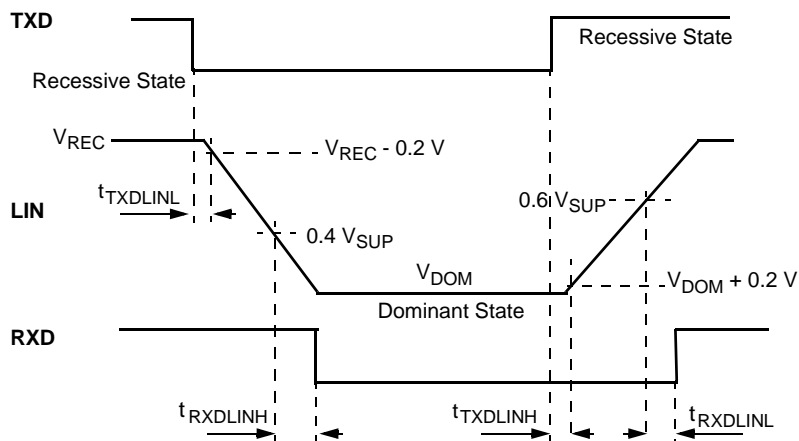 TXD
Recessive State
Recessive State
VREC
VREC - 0.2 V
tTXDLINL
0.6 VSUP
LIN
0.4 VSUP
VDOM
VDOM + 0.2 V
Dominant State
RXD
tRXDLINH
tTXDLINH
tRXDLINL